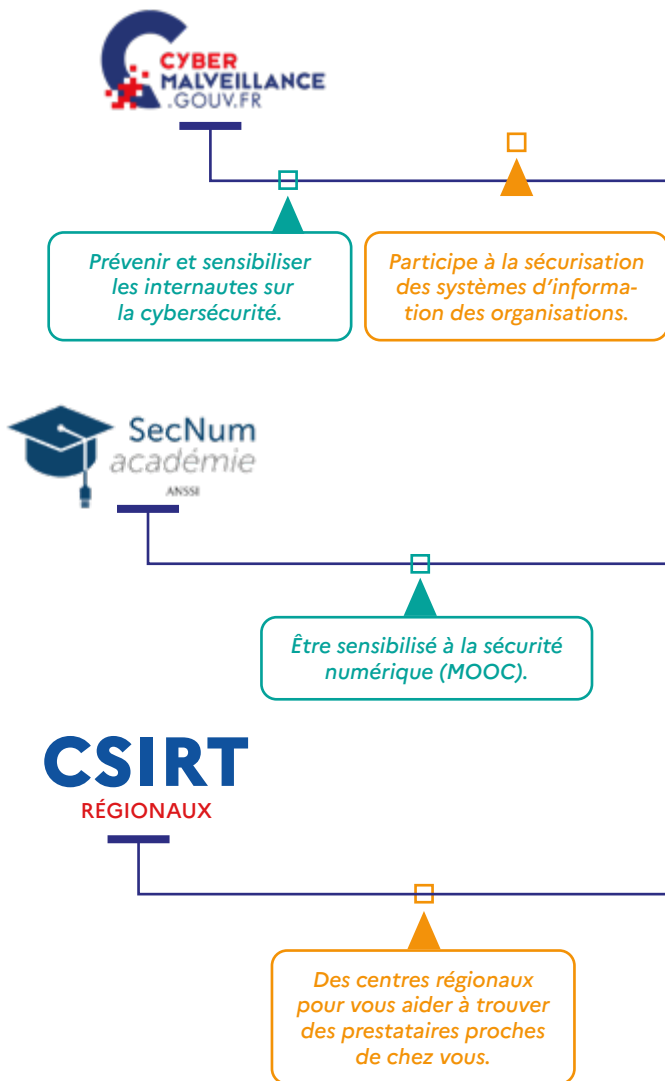 CYBER
MALVEILLANCE
.GOUV.FR
Prévenir et sensibiliser
les internautes sur
la cybersécurité.
Participe à la sécurisation
des systèmes d'informa-
tion des organisations.
SecNum
académie
ANSSI
Être sensibilisé à la sécurité
numérique (MOOC).
CSIRT
RÉGIONAUX
Des centres régionaux
pour vous aider à trouver
des prestataires proches
de chez vous.